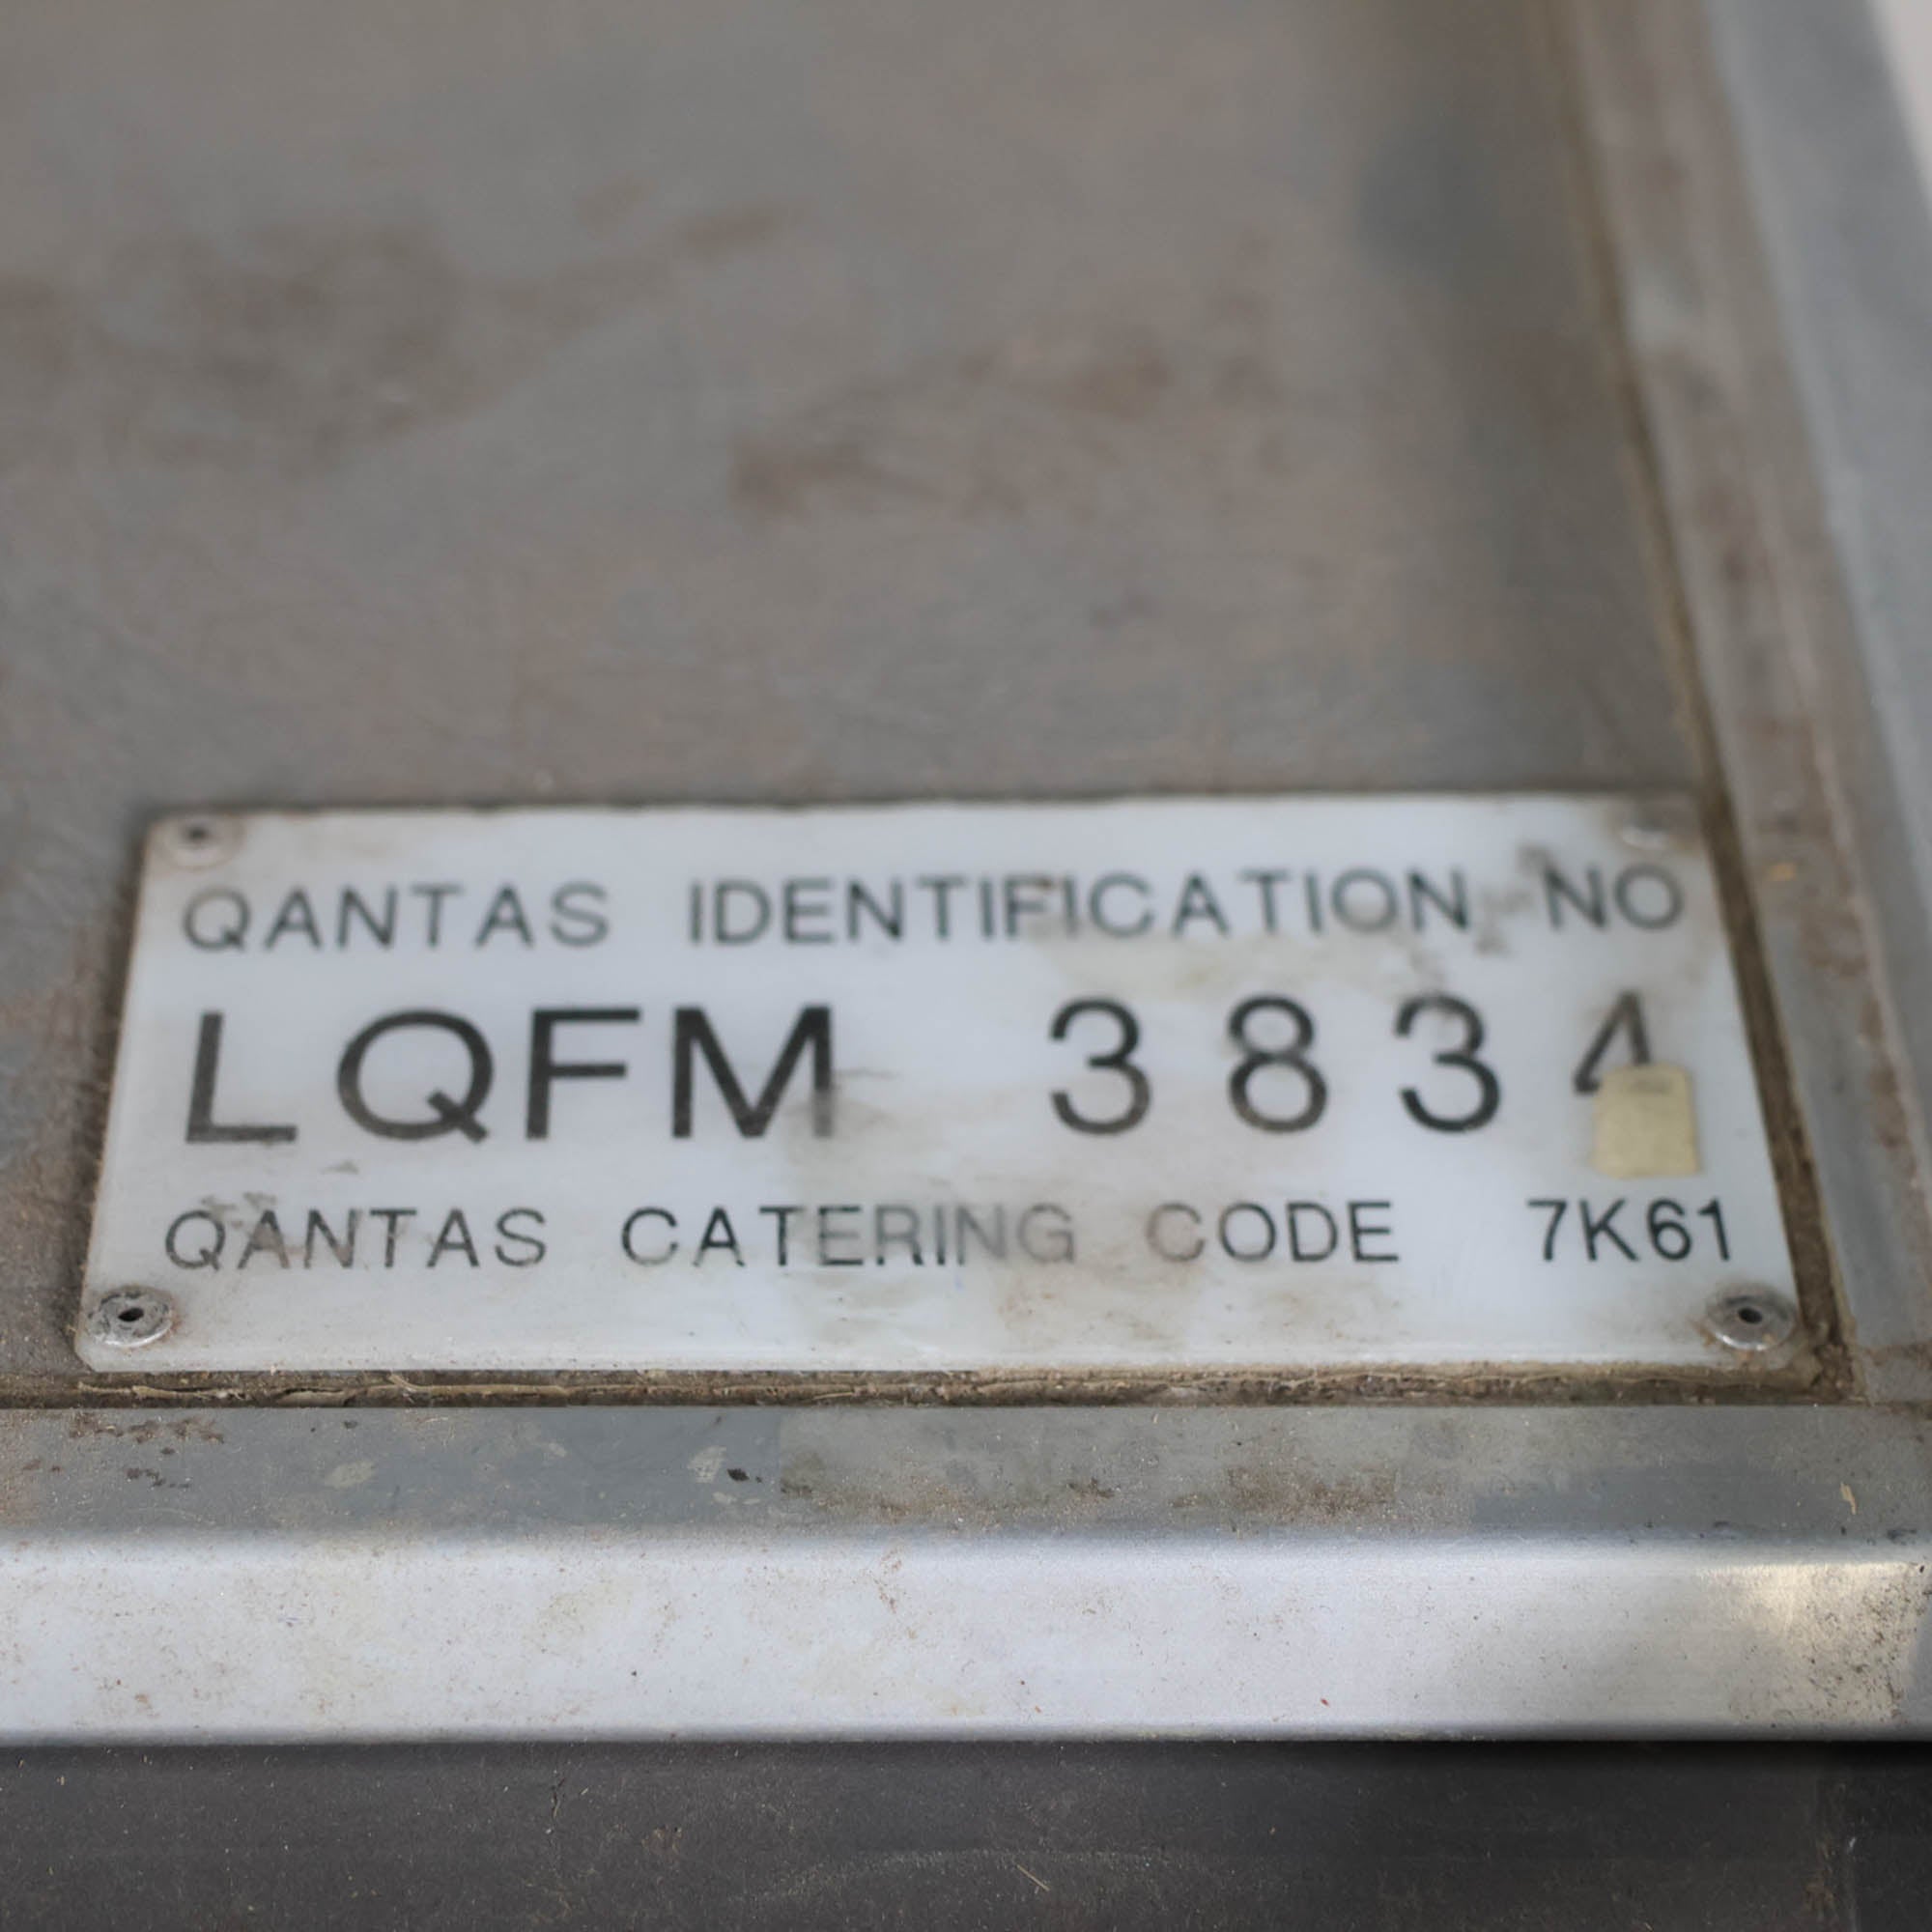 QANTAS IDENTIFICATION NO
LQFM 3834
QANTAS CATERING CODE 7K61